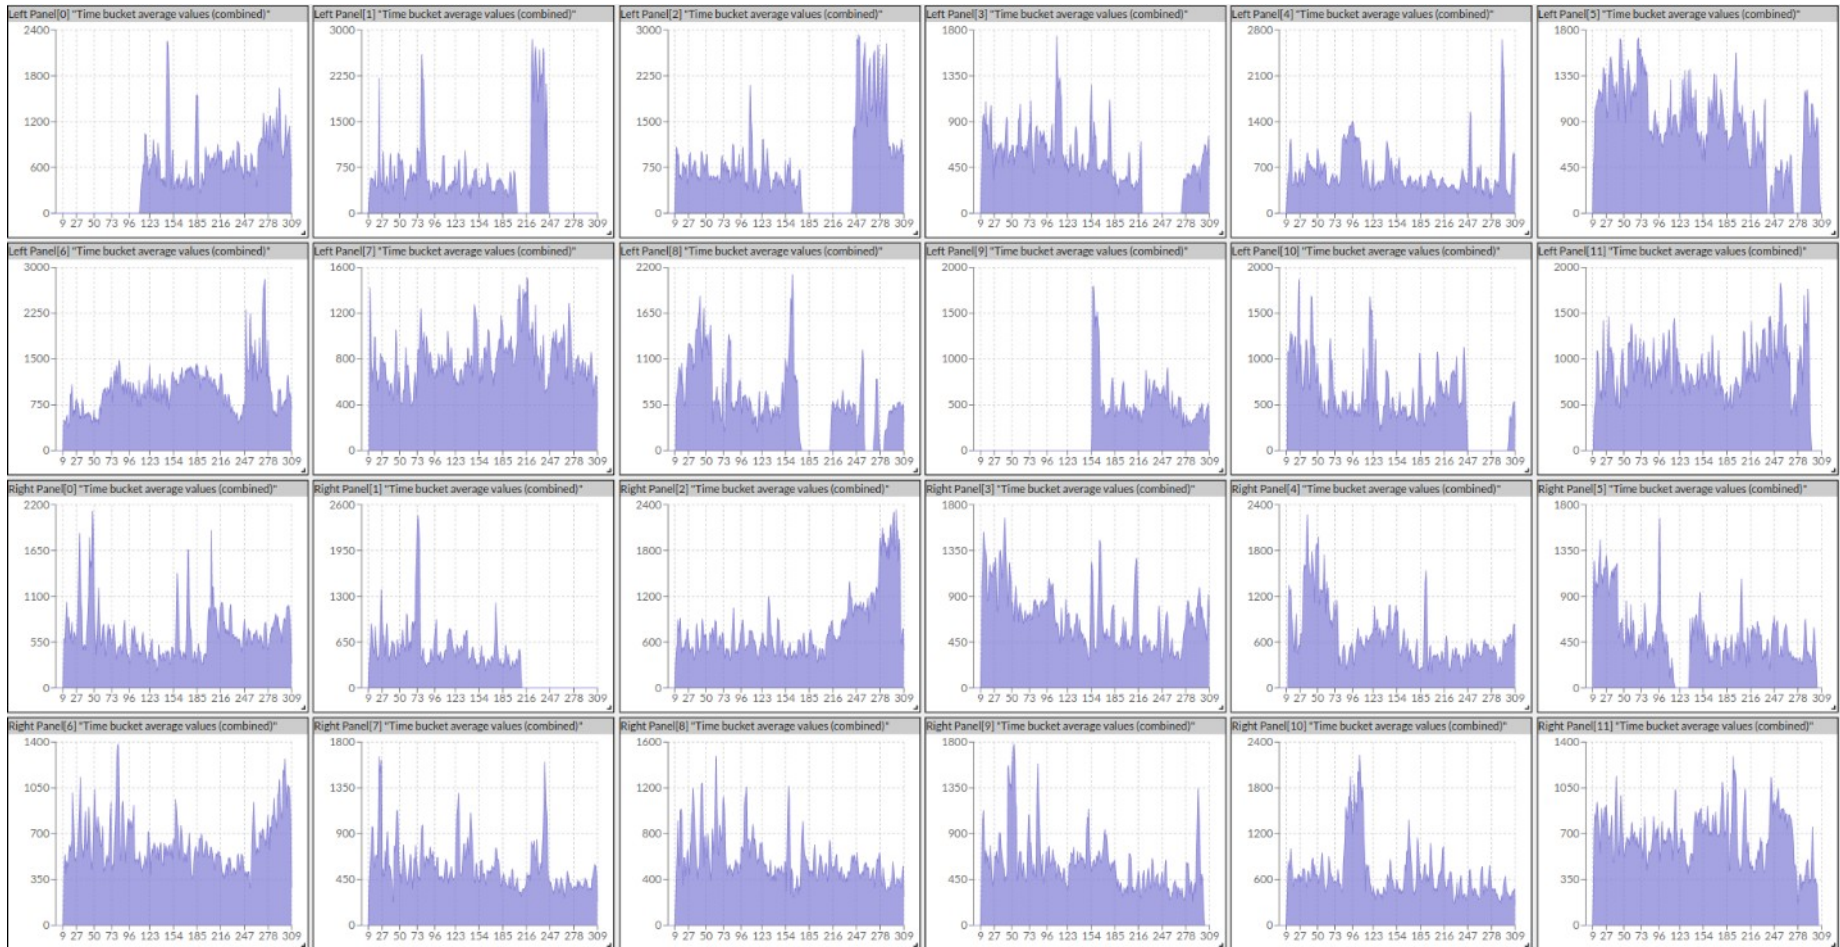 Left Panel[0] "Time bucket average values (combined)"
2400
1800
1200
600
0
9 27 50 73 96 123 154 185 216 247 278 309
Left Panel[1] "Time bucket average values (combined)"
3000
2250
1500
750
0
9 27 50 73 96 123 154 185 216 247 278 309
Left Panel[2] "Time bucket average values (combined)"
3000
2250
1500
750
0
9 27 50 73 96 123 154 185 216 247 278 309
Left Panel[3] "Time bucket average values (combined)"
1800
1350
900
450
0
9 27 50 73 96 123 154 185 216 247 278 309
Left Panel[4] "Time bucket average values (combined)"
2800
2100
1400
700
0
9 27 50 73 96 123 154 185 216 247 278 309
Left Panel[5] "Time bucket average values (combined)"
1800
1350
900
450
0
9 27 50 73 96 123 154 185 216 247 278 309
Left Panel[6] "Time bucket average values (combined)"
3000
2250
1500
750
0
9 27 50 73 96 123 154 185 216 247 278 309
Left Panel[7] "Time bucket average values (combined)"
1600
1200
800
400
0
9 27 50 73 96 123 154 185 216 247 278 309
Left Panel[8] "Time bucket average values (combined)"
2200
1650
1100
550
0
9 27 50 73 96 123 154 185 216 247 278 309
Left Panel[9] "Time bucket average values (combined)"
2000
1500
1000
500
0
9 27 50 73 96 123 154 185 216 247 278 309
Left Panel[10] "Time bucket average values (combined)"
2000
1500
1000
500
0
9 27 50 73 96 123 154 185 216 247 278 309
Left Panel[11] "Time bucket average values (combined)"
2000
1500
1000
500
0
9 27 50 73 96 123 154 185 216 247 278 309
Right Panel[0] "Time bucket average values (combined)"
2200
1650
1100
550
0
9 27 50 73 96 123 154 185 216 247 278 309
Right Panel[1] "Time bucket average values (combined)"
2600
1950
1300
650
0
9 27 50 73 96 123 154 185 216 247 278 309
Right Panel[2] "Time bucket average values (combined)"
2400
1800
1200
600
0
9 27 50 73 96 123 154 185 216 247 278 309
Right Panel[3] "Time bucket average values (combined)"
1800
1350
900
450
0
9 27 50 73 96 123 154 185 216 247 278 309
Right Panel[4] "Time bucket average values (combined)"
2400
1800
1200
600
0
9 27 50 73 96 123 154 185 216 247 278 309
Right Panel[5] "Time bucket average values (combined)"
1800
1350
900
450
0
9 27 50 73 96 123 154 185 216 247 278 309
Right Panel[6] "Time bucket average values (combined)"
1400
1050
700
350
0
9 27 50 73 96 123 154 185 216 247 278 309
Right Panel[7] "Time bucket average values (combined)"
1800
1350
900
450
0
9 27 50 73 96 123 154 185 216 247 278 309
Right Panel[8] "Time bucket average values (combined)"
1600
1200
800
400
0
9 27 50 73 96 123 154 185 216 247 278 309
Right Panel[9] "Time bucket average values (combined)"
1800
1350
900
450
0
9 27 50 73 96 123 154 185 216 247 278 309
Right Panel[10] "Time bucket average values (combined)"
2400
1800
1200
600
0
9 27 50 73 96 123 154 185 216 247 278 309
Right Panel[11] "Time bucket average values (combined)"
1400
1050
700
350
0
9 27 50 73 96 123 154 185 216 247 278 309